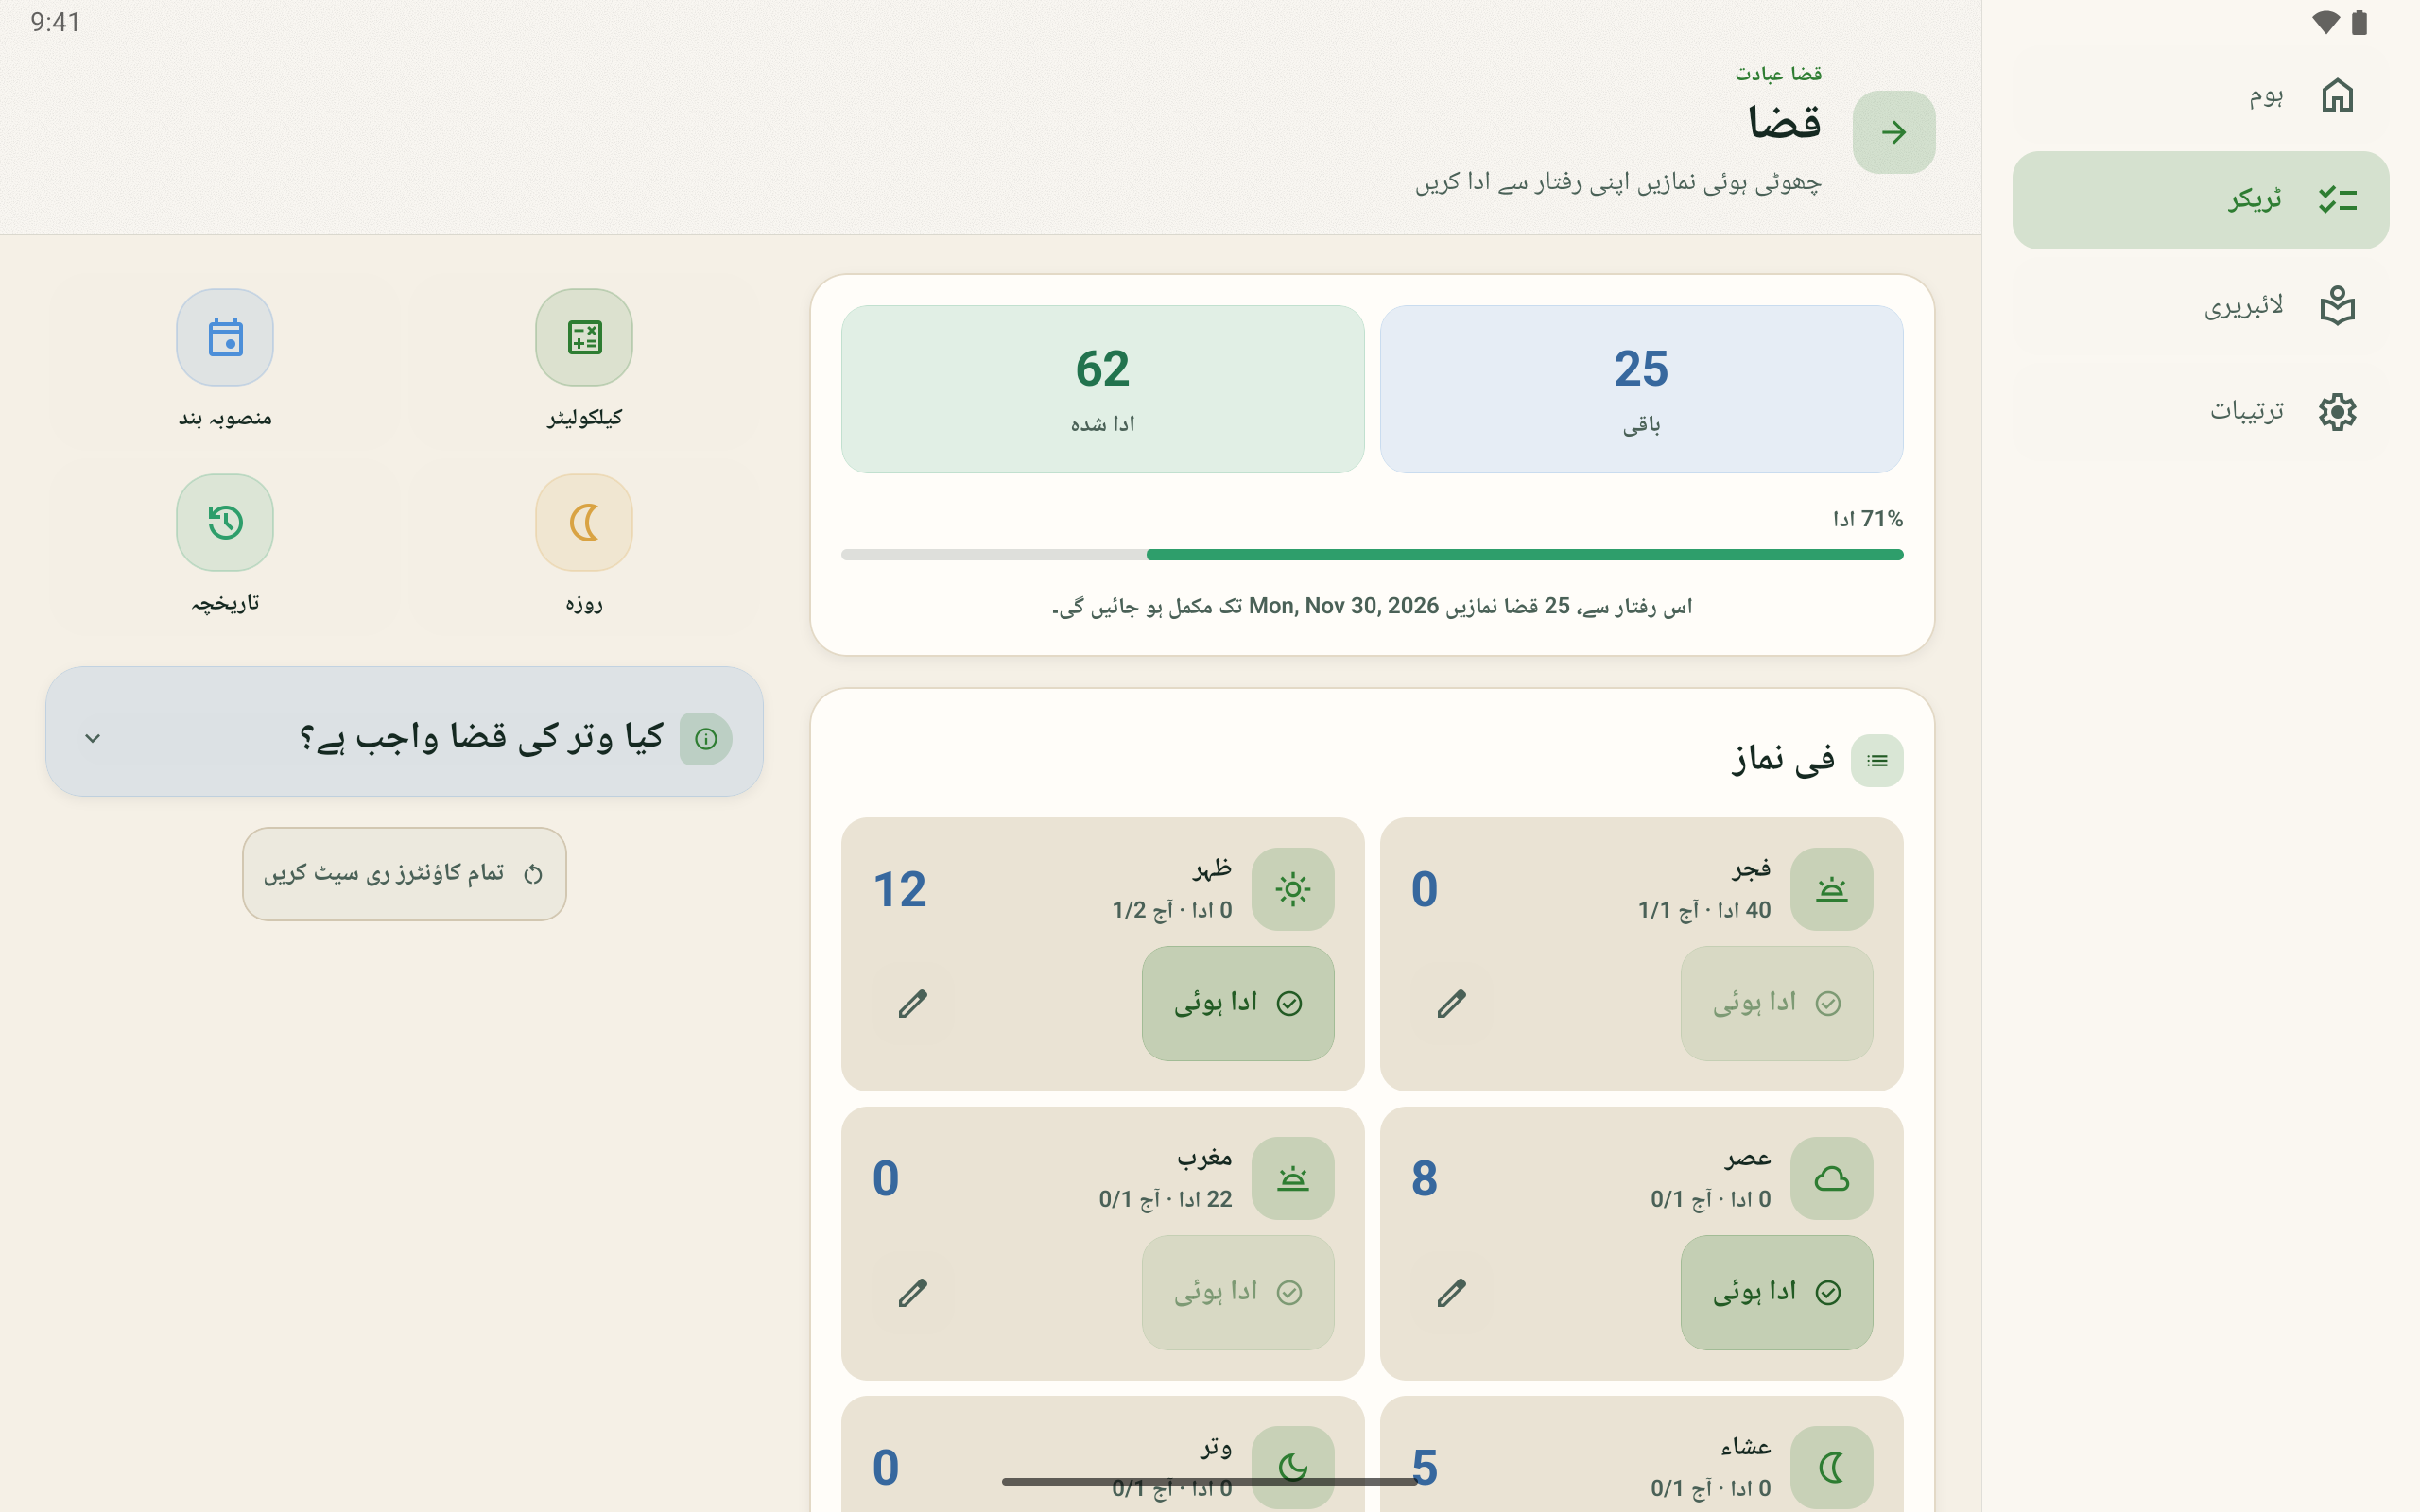 9:41
ہوم
ٹریکر
لائبریری
ترتیبات
قضا عبادت
قضا
چھوٹی ہوئی نمازیں اپنی رفتار سے ادا کریں
25
باقی
62
ادا شدہ
71% ادا
اس رفتار سے، 25 قضا نمازیں Mon, Nov 30, 2026 تک مکمل ہو جائیں گی۔
فی نماز
فجر
40 ادا · آج 1/1
0
ادا ہوئی
ظہر
0 ادا · آج 1/2
12
ادا ہوئی
عصر
0 ادا · آج 0/1
8
ادا ہوئی
مغرب
22 ادا · آج 0/1
0
ادا ہوئی
عشاء
0 ادا · آج 0/1
5
وتر
0 ادا · آج 0/1
0
کیلکولیٹر
منصوبہ بند
روزہ
تاریخچہ
کیا وتر کی قضا واجب ہے؟
تمام کاؤنٹرز ری سیٹ کریں